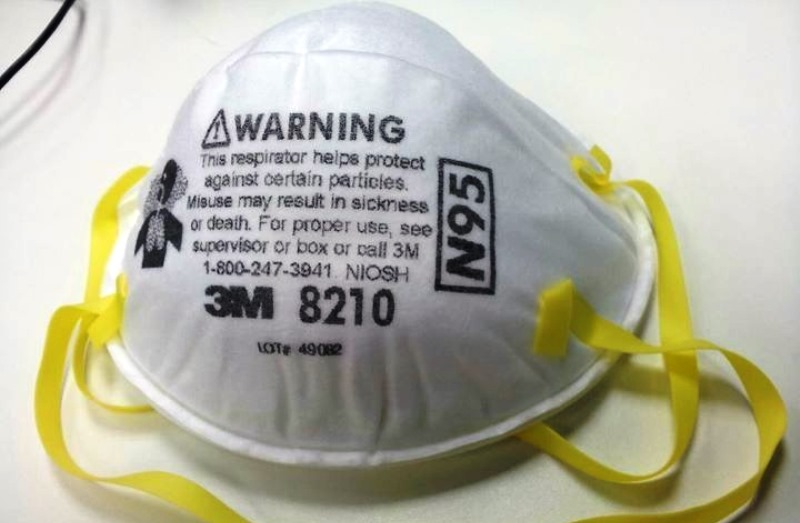 WARNING
This respirator helps protect
against certain particles.
Misuse may result in sickness
or death. For proper use, see
supervisor or box or call 3M
1-800-247-3941. NIOSH
3M 8210
LOT# 49082
N95